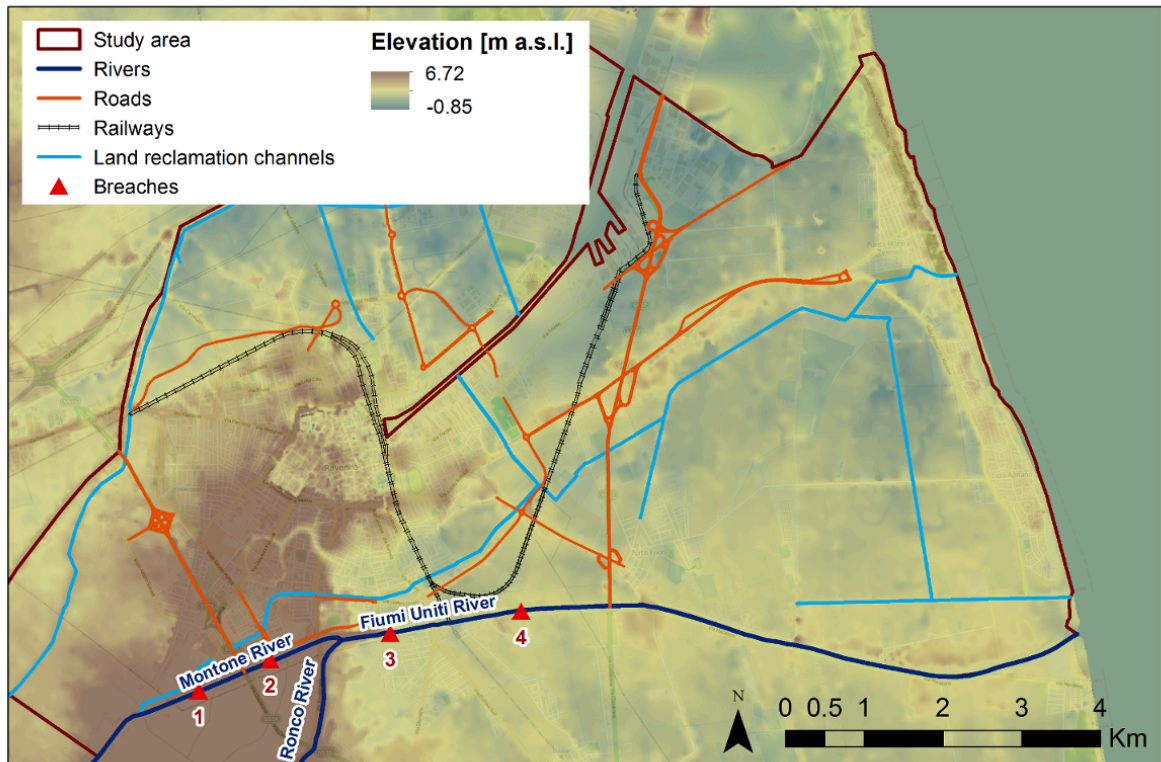 Study area
Rivers
Roads
Railways
Land reclamation channels
Breaches
Elevation [m a.s.l.]
6.72
-0.85
Montone River
Fiumi Uniti River
Ronco River
1
2
3
4
N
0 0.5 1 2 3 4
Km